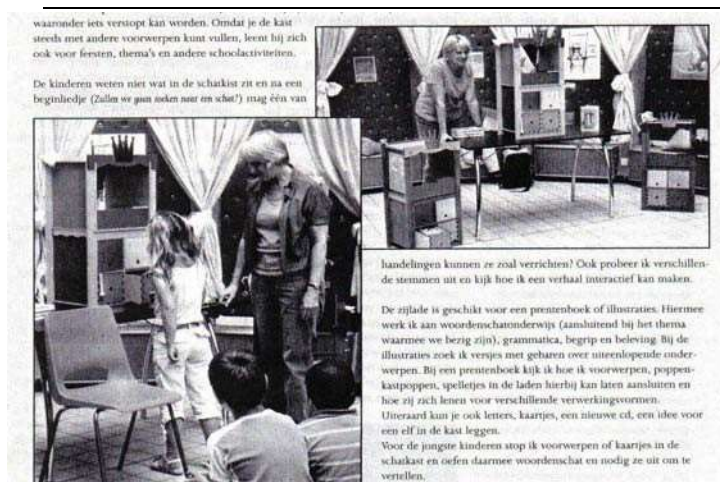 waaronder iets verstopt kan worden. Omdat je de kast
steeds met andere voorwerpen kunt vullen, leent hij zich
ook voor feesten, thema's en andere schoolactiviteiten.
De kinderen weten niet wat in de schatkist zit en na een
beginliedje (Zullen we gaan zoeken naar een schat?) mag één van
handelingen kunnen ze zoal verrichten? Ook probeer ik verschillen-
de stemmen uit en kijk hoe ik een verhaal interactief kan maken.
De zijlade is geschikt voor een prentenboek of illustraties. Hiermee
werk ik aan woordenschatonderwijs (aansluitend bij het thema
waarmee we bezig zijn), grammatica, begrip en beleving. Bij de
illustraties zoek ik versjes met gebaren over uiteenlopende onder-
werpen. Bij een prentenboek kijk ik hoe ik voorwerpen, poppen-
kastpoppen, spelletjes in de laden hierbij kan laten aansluiten en
hoe zij zich lenen voor verschillende verwerkingsvormen.
Uiteraard kun je ook letters, kaartjes, een nieuwe cd, een idee voor
een elf in de kast leggen.
Voor de jongste kinderen stop ik voorwerpen of kaartjes in de
schatkast en oefen daarmee woordenschat en nodig ze uit om te
vertellen.